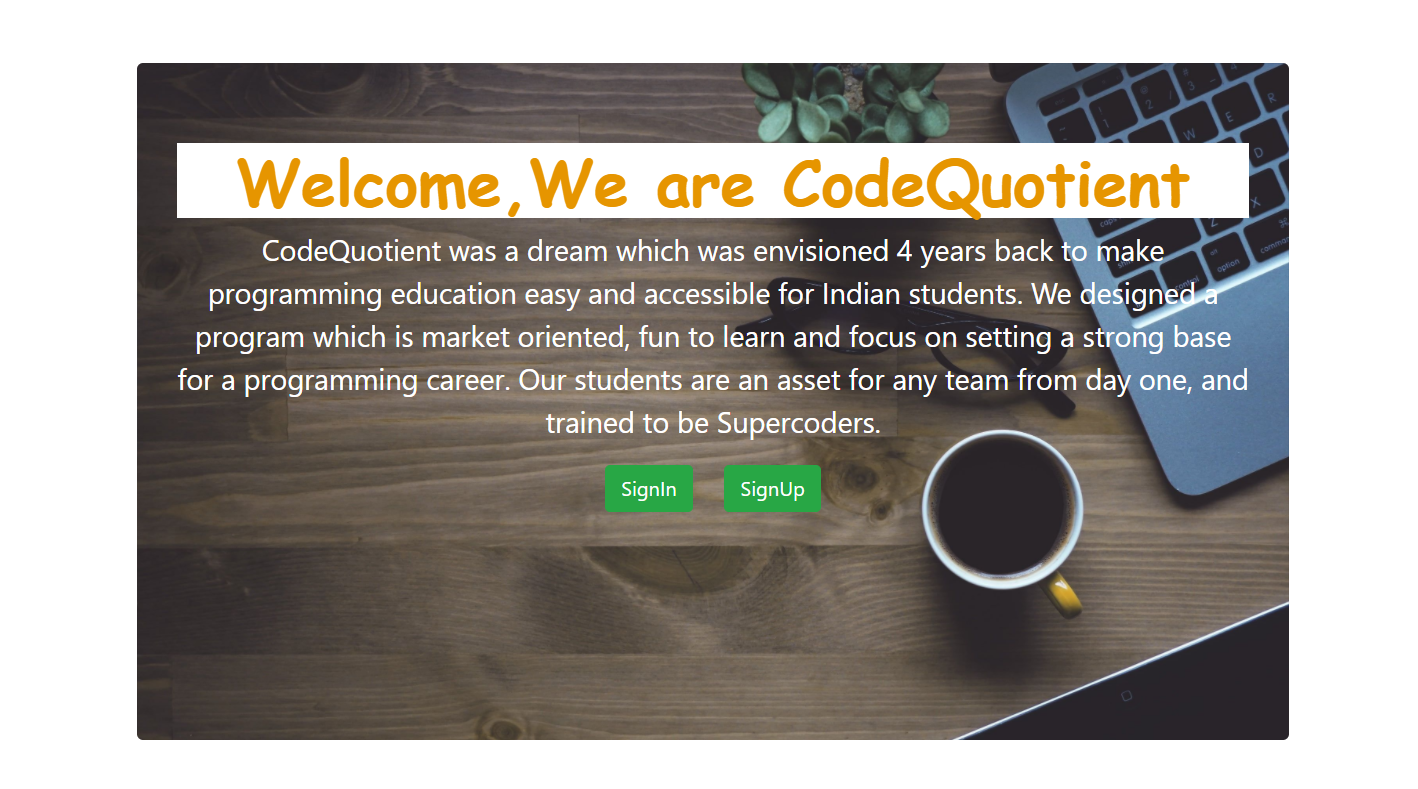 Welcome,We are CodeQuotient
CodeQuotient was a dream which was envisioned 4 years back to make
programming education easy and accessible for Indian students. We designed a
program which is market oriented, fun to learn and focus on setting a strong base
for a programming career. Our students are an asset for any team from day one, and
trained to be Supercoders.
SignIn SignUp